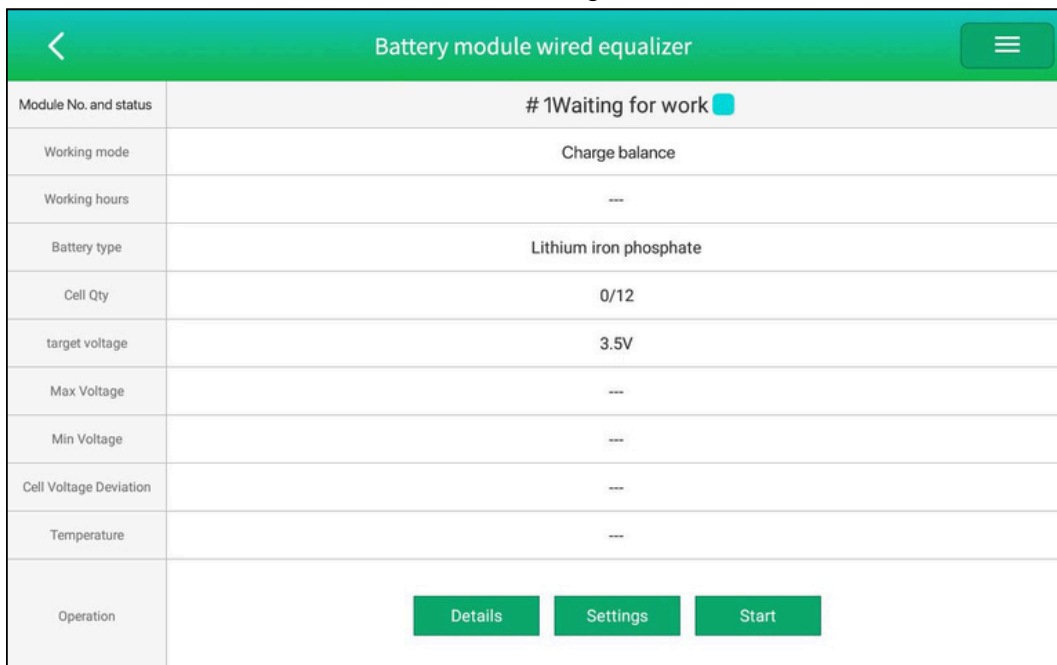 Battery module wired equalizer
Module No. and status # 1Waiting for work
Working mode Charge balance
Working hours ---
Battery type Lithium iron phosphate
Cell Qty 0/12
target voltage 3.5V
Max Voltage ---
Min Voltage ---
Cell Voltage Deviation ---
Temperature ---
Operation Details Settings Start